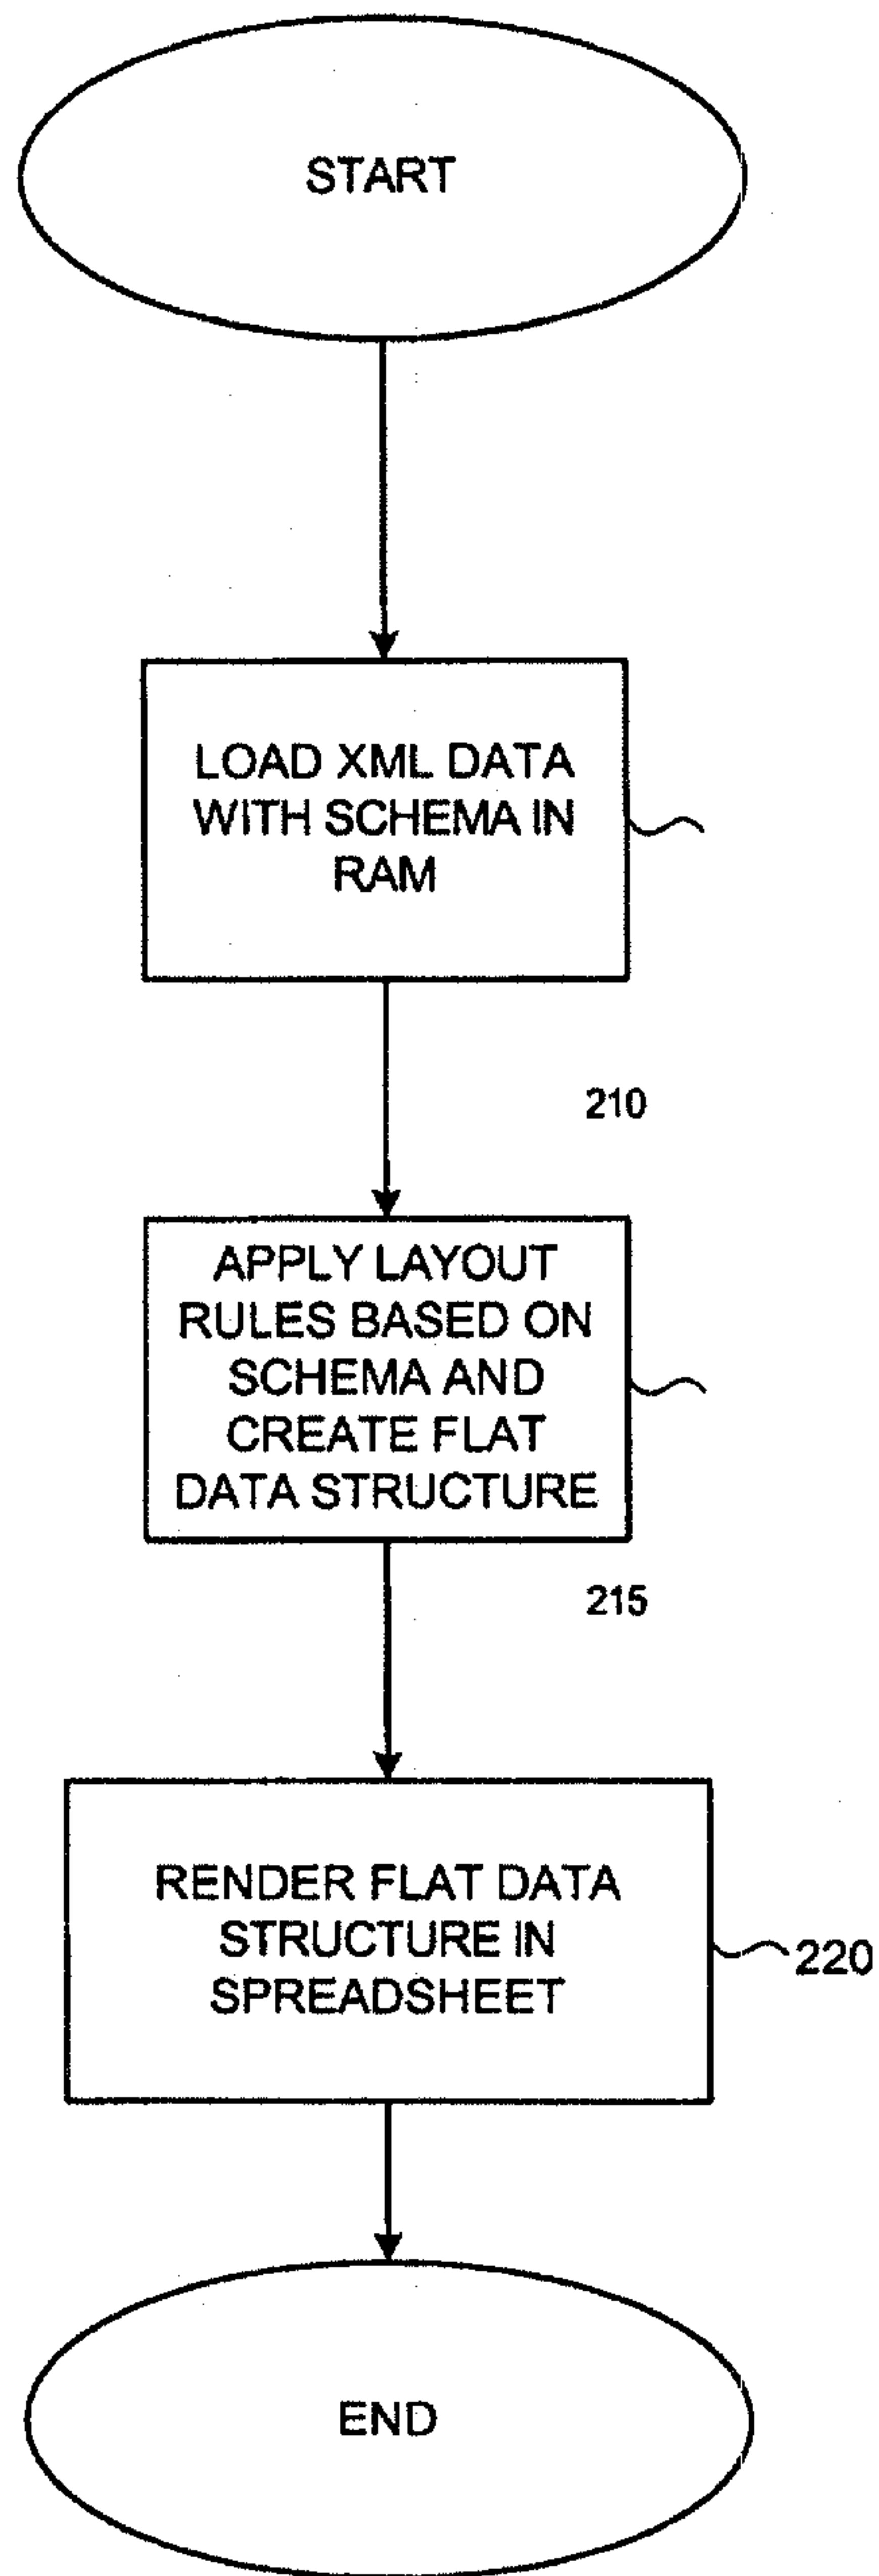 START
LOAD XML DATA
WITH SCHEMA IN
RAM
210
APPLY LAYOUT
RULES BASED ON
SCHEMA AND
CREATE FLAT
DATA STRUCTURE
215
RENDER FLAT DATA
STRUCTURE IN
SPREADSHEET
220
END